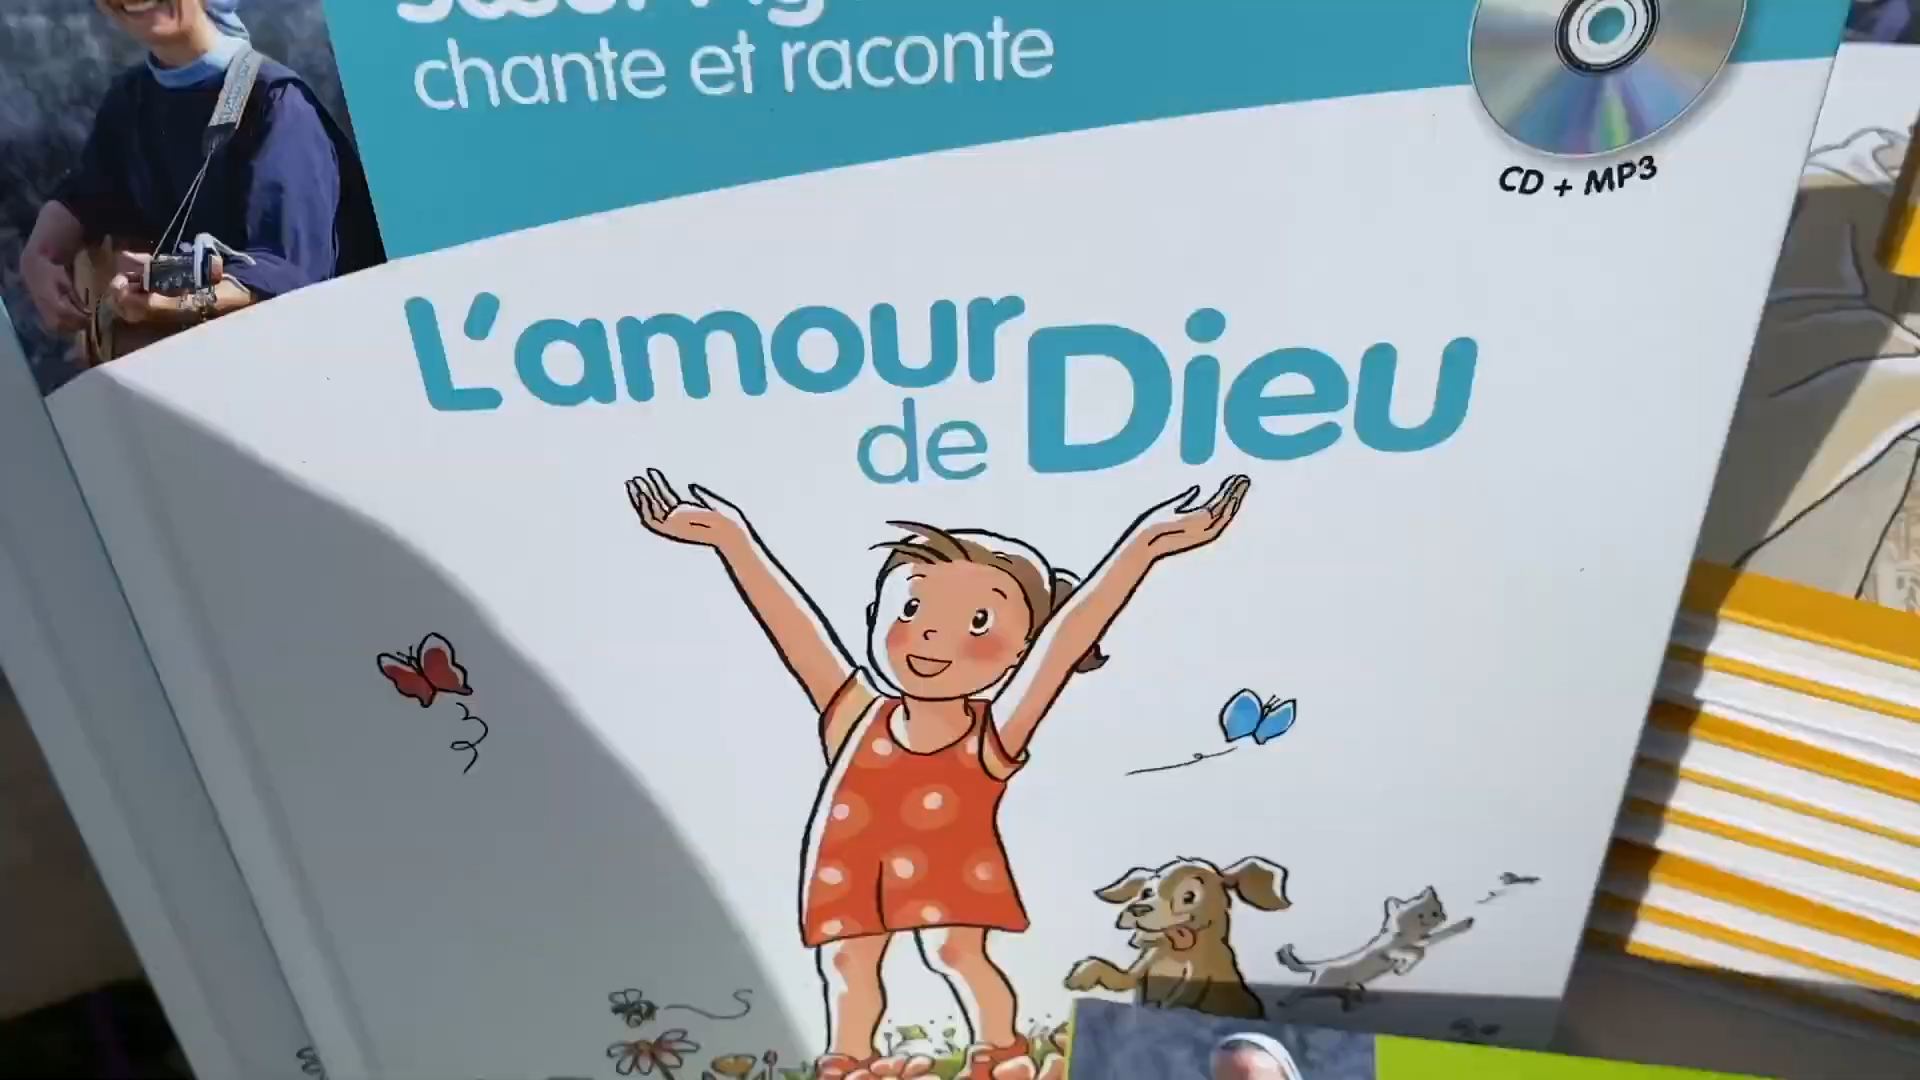 chante et raconte
CD + MP3
L'amour
de Dieu